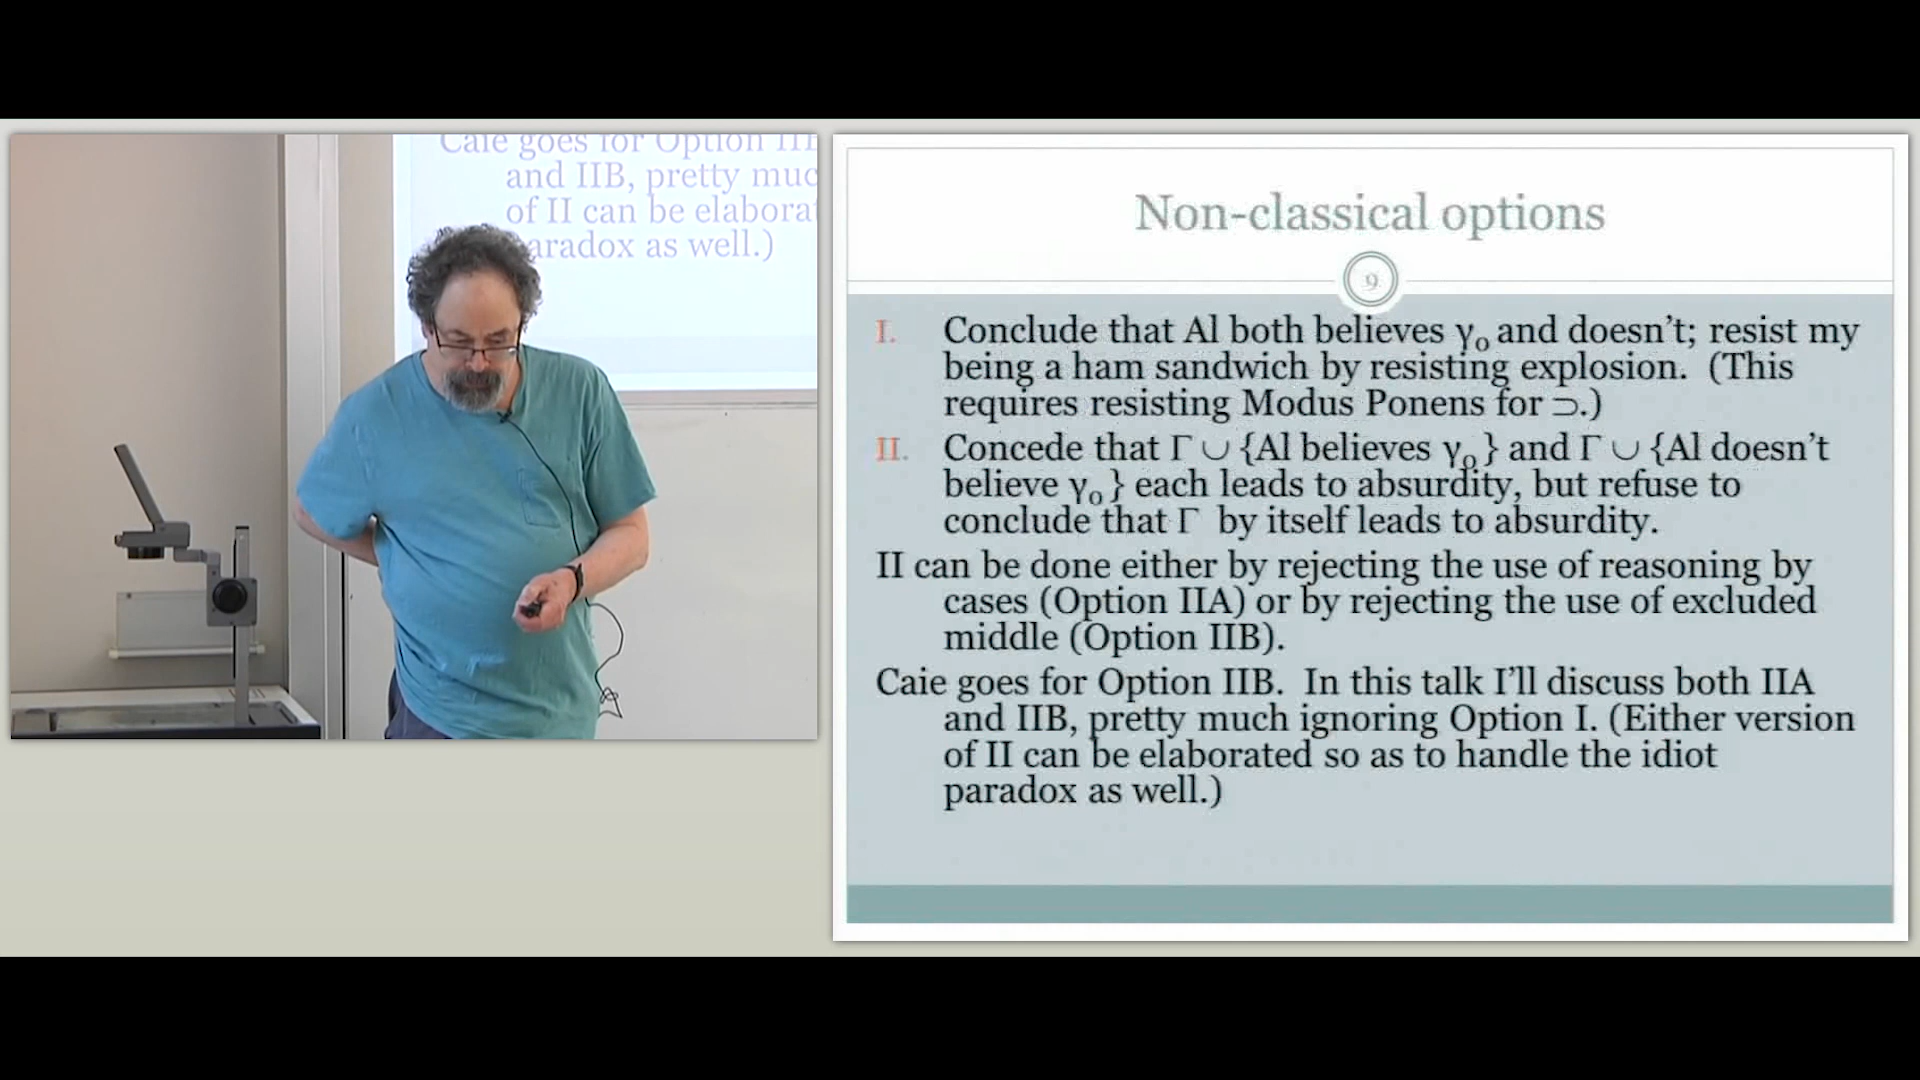 Caie goes for Option IIB
and IIB, pretty muc
of II can be elaborat
paradox as well.)
Non-classical options
9
I. Conclude that Al both believes γ₀ and doesn't; resist my
being a ham sandwich by resisting explosion. (This
requires resisting Modus Ponens for ⊃.)
II. Concede that Γ ∪ {Al believes γ₀} and Γ ∪ {Al doesn't
believe γ₀} each leads to absurdity, but refuse to
conclude that Γ by itself leads to absurdity.
II can be done either by rejecting the use of reasoning by
cases (Option IIA) or by rejecting the use of excluded
middle (Option IIB).
Caie goes for Option IIB. In this talk I'll discuss both IIA
and IIB, pretty much ignoring Option I. (Either version
of II can be elaborated so as to handle the idiot
paradox as well.)